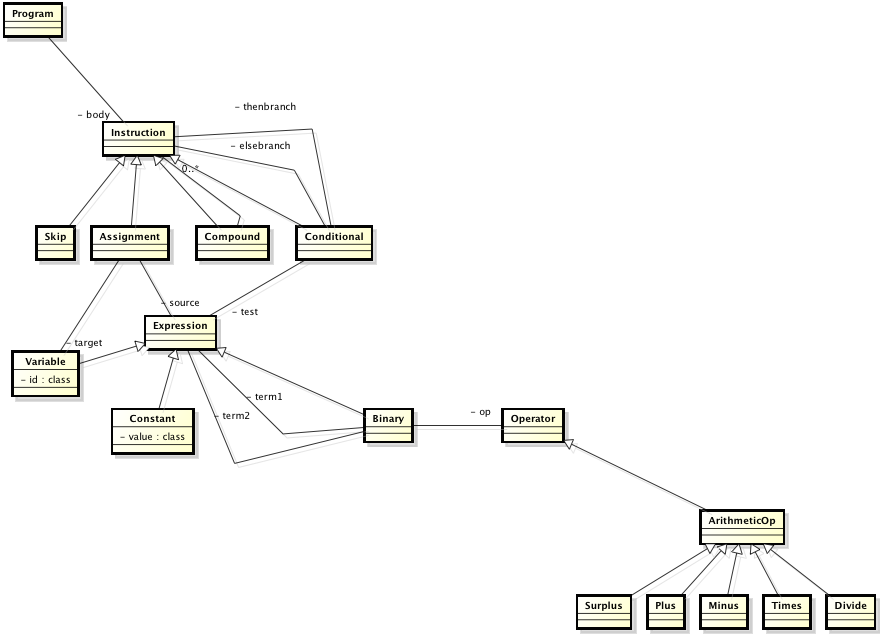 Program
- body
- thenbranch
Instruction
- elsebranch
0..*
Skip
Assignment
Compound
Conditional
- source
- test
Expression
- target
Variable
- id : class
- term1
- term2
Constant
- value : class
Binary
- op
Operator
ArithmeticOp
Surplus
Plus
Minus
Times
Divide